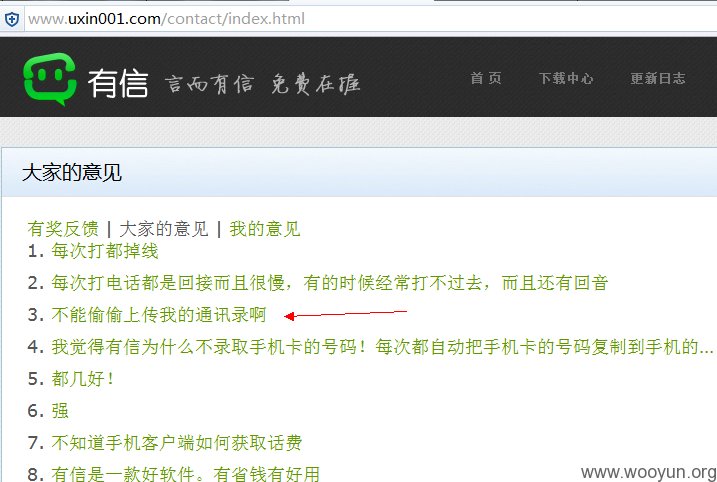 www.uxin001.com/contact/index.html
有信 言而有信 免费在握 首页 下载中心 更新日志
大家的意见
有奖反馈 | 大家的意见 | 我的意见
1. 每次打都掉线
2. 每次打电话都是回接而且很慢，有的时候经常打不过去，而且还有回音
3. 不能偷偷上传我的通讯录啊
4. 我觉得有信为什么不录取手机卡的号码！每次都自动把手机卡的号码复制到手机的...
5. 都几好！
6. 强
7. 不知道手机客户端如何获取话费
8. 有信是一款好软件。有省钱有好用
www.wooyun.org